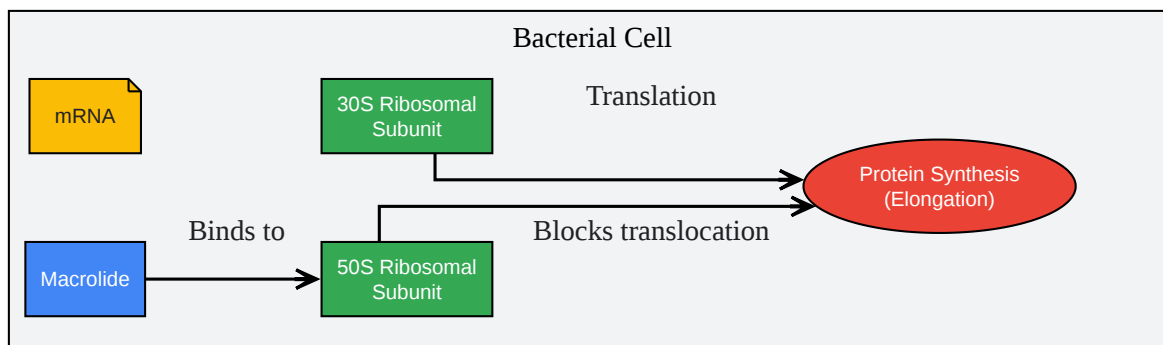 Bacterial Cell
mRNA
30S Ribosomal
Subunit
Translation
Protein Synthesis
(Elongation)
Binds to
Blocks translocation
Macrolide
50S Ribosomal
Subunit